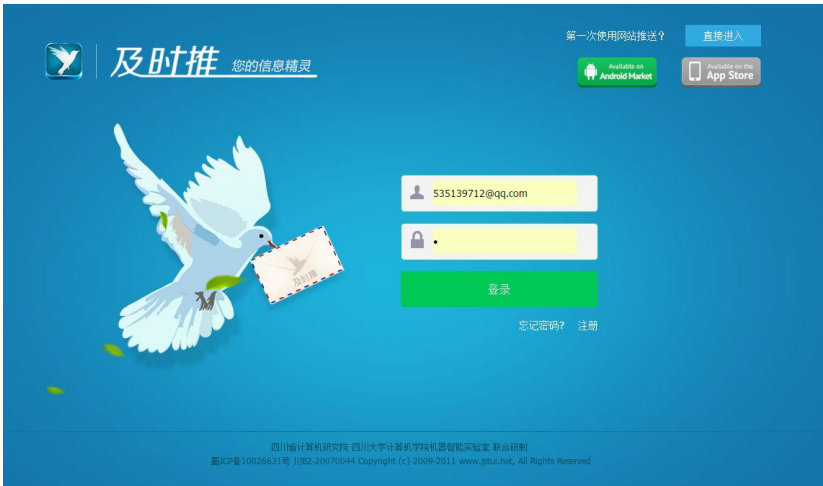 第一次使用网站推送？ 直接进入
及时推 您的信息精灵
Available on
Android Market
Available on the
App Store
535139712@qq.com
•
及时推
登录
忘记密码？ 注册
四川省计算机研究院 四川大学计算机学院机器智能实验室 联合研制
蜀ICP备10026631号 川B2-20070044 Copyright (c) 2009-2011 www.jstui.net, All Rights Reserved